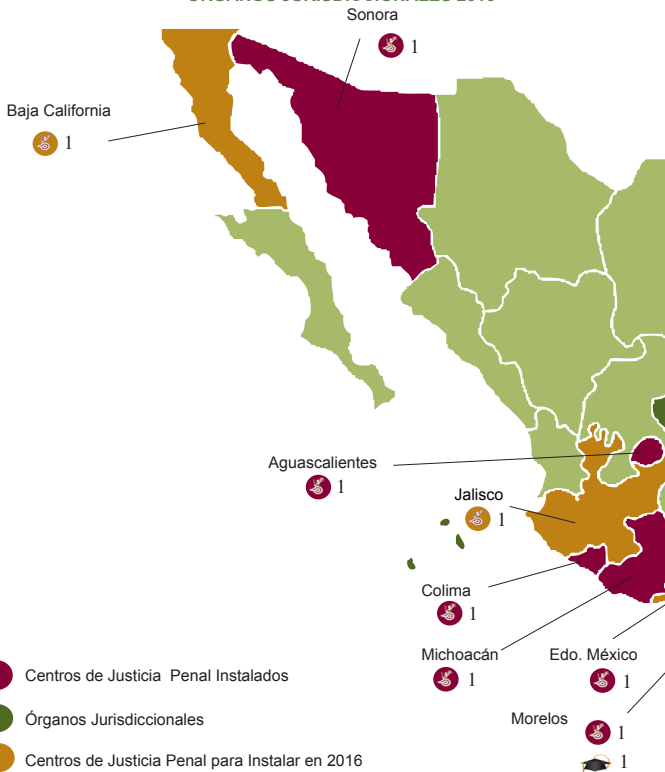 Sonora
1
Baja California
1
Aguascalientes
1
Jalisco
1
Colima
1
Michoacán
1
Edo. México
1
Morelos
1
1
Centros de Justicia Penal Instalados
Órganos Jurisdiccionales
Centros de Justicia Penal para Instalar en 2016